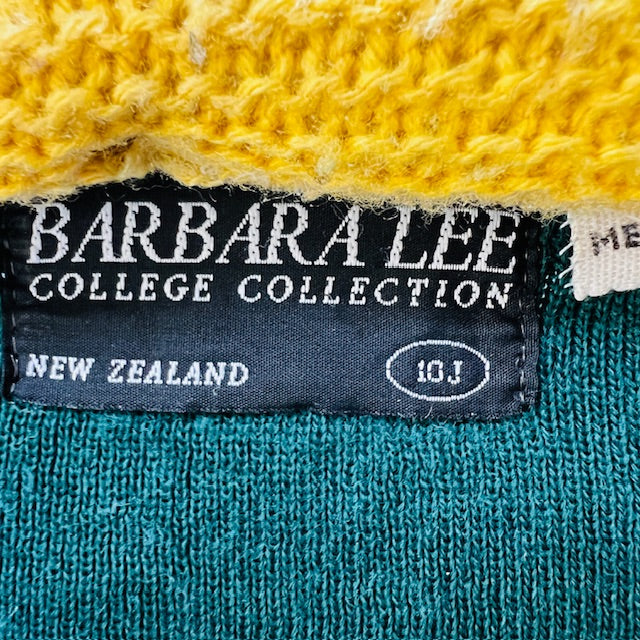 BARBARA LEE
COLLEGE COLLECTION
NEW ZEALAND
10J